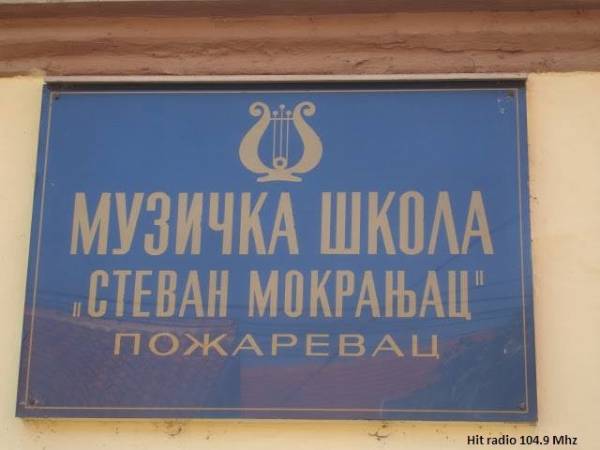 МУЗИЧКА ШКОЛА
„СТЕВАН МОКРАЊАЦ"
ПОЖАРЕВАЦ
Hit radio 104.9 Mhz